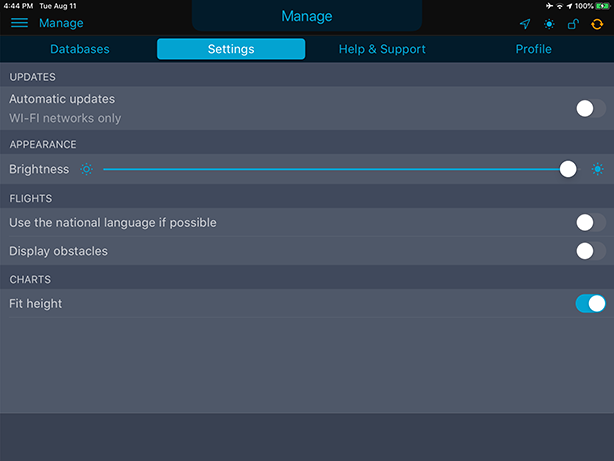 4:44 PM Tue Aug 11 100%
Manage Manage
Databases Settings Help & Support Profile
UPDATES
Automatic updates
WI-FI networks only
APPEARANCE
Brightness
FLIGHTS
Use the national language if possible
Display obstacles
CHARTS
Fit height